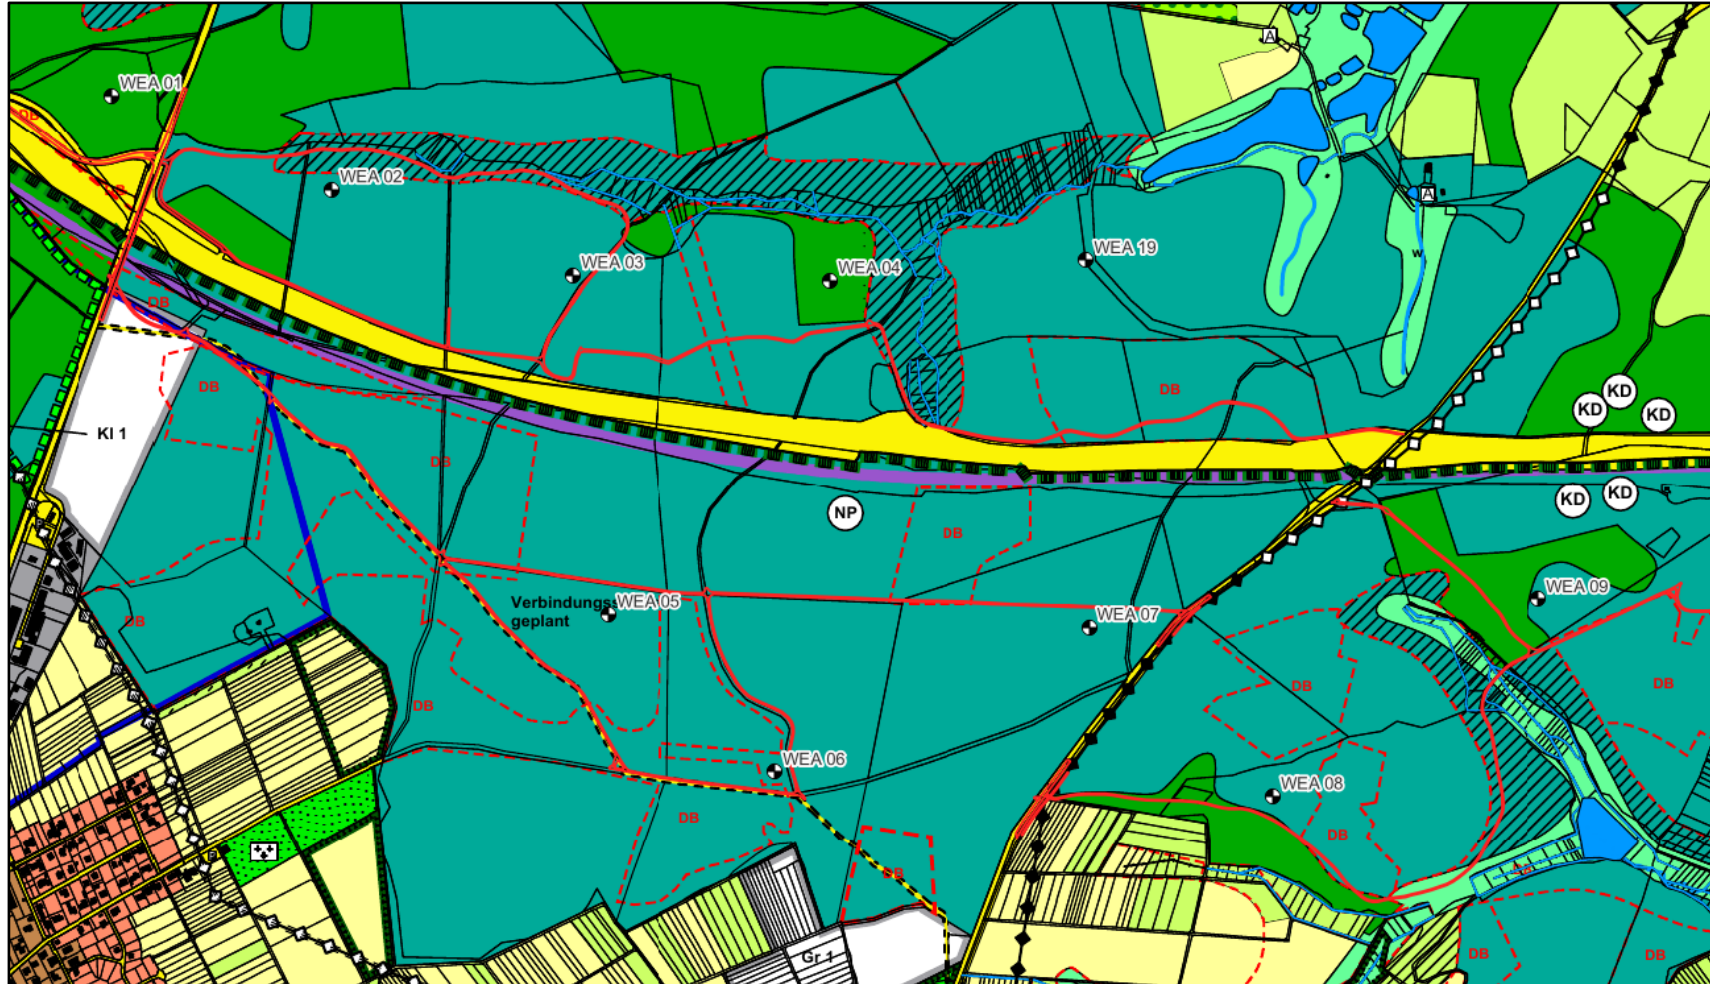 A
WEA 01
DB
WEA 02
A
WEA 19
W
WEA 03
WEA 04
DB
DB
DB
KD
KD
KD
KI 1
DB
KD
KD
NP
DB
WEA 09
Verbindungss
WEA 05
geplant
WEA 07
DB
DB
DB
DB
WEA 06
WEA 08
DB
DB
DB
Gr 1
DB
DB